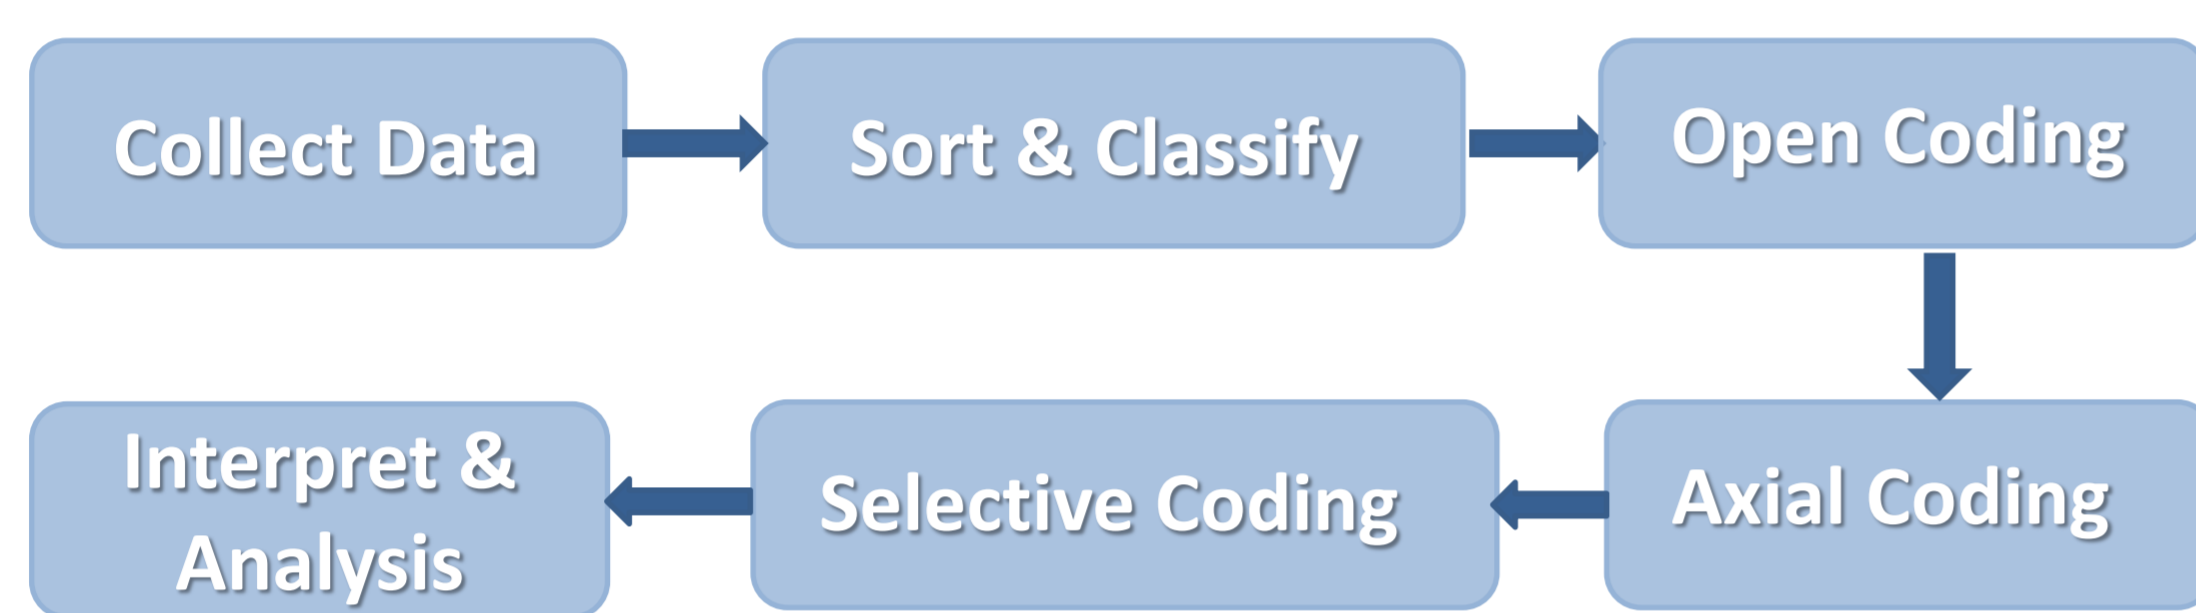 Collect Data
Sort & Classify
Open Coding
Axial Coding
Selective Coding
Interpret &
Analysis